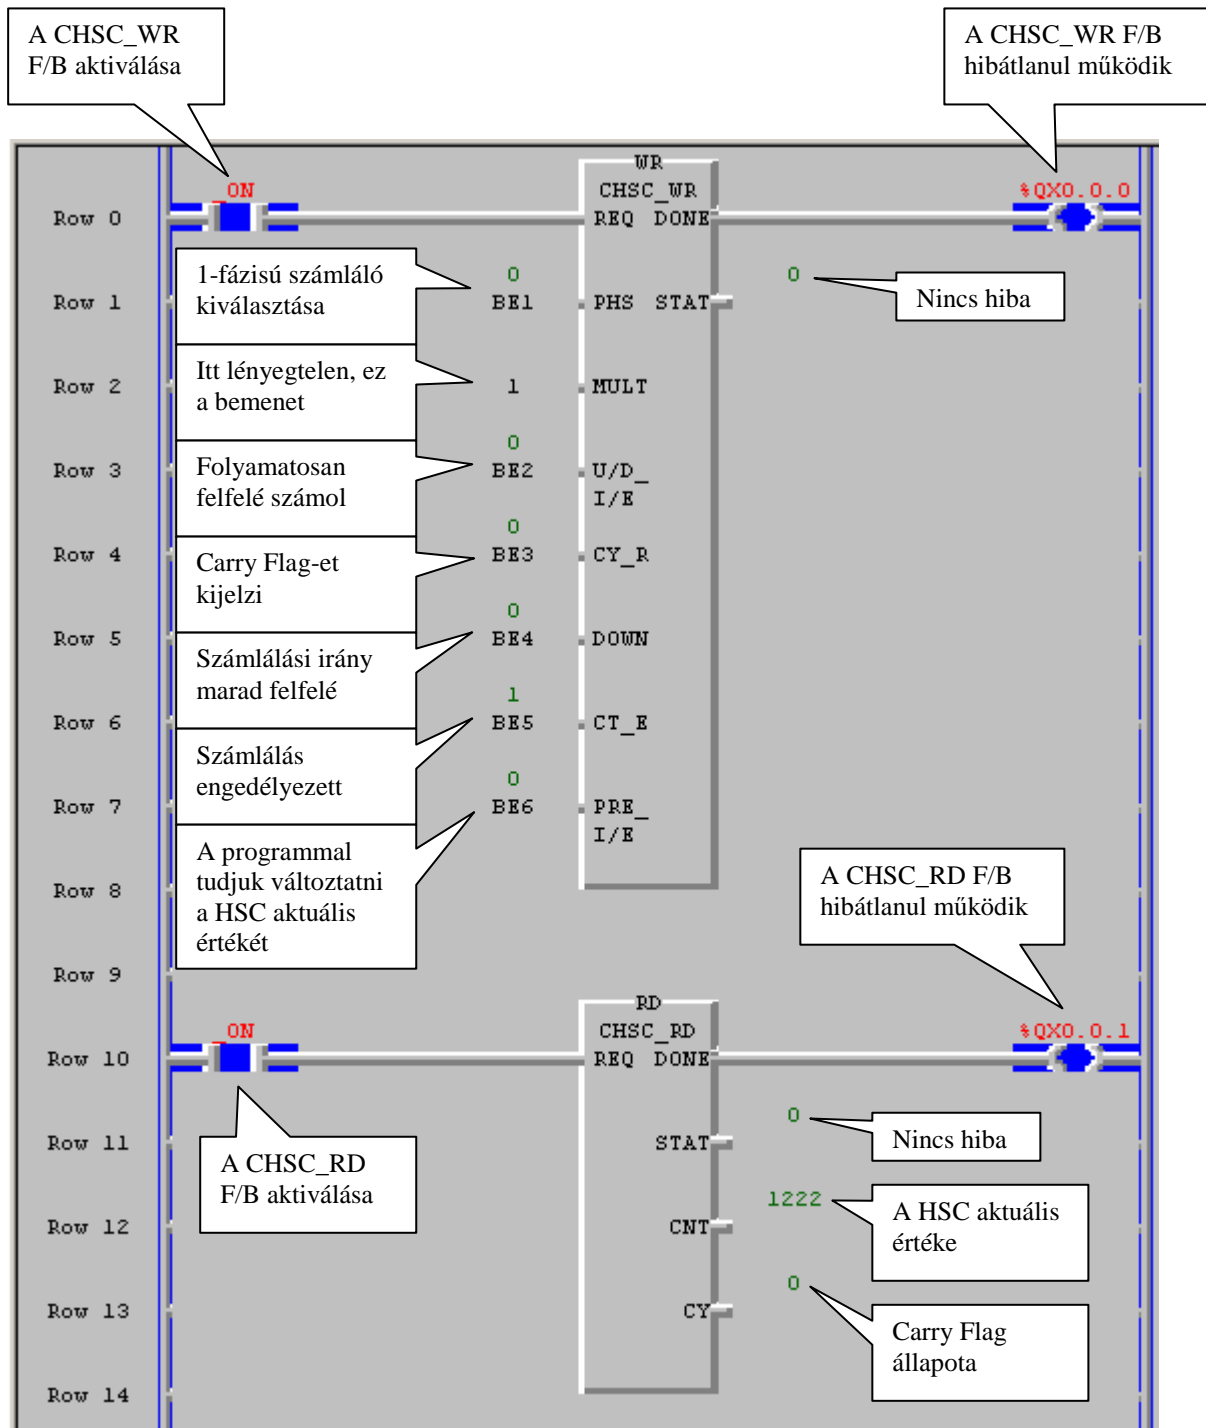 A CHSC_WR
F/B aktiválása
A CHSC_WR F/B
hibátlanul működik
WR
_ON
CHSC_WR
%QX0.0.0
Row 0
REQ DONE
1-fázisú számláló
kiválasztása
0
0
Nincs hiba
Row 1
BE1
PHS STAT
Itt lényegtelen, ez
a bemenet
Row 2
1
MULT
0
Folyamatosan
felfelé számol
Row 3
BE2
U/D_
I/E
0
Carry Flag-et
kijelzi
Row 4
BE3
CY_R
0
Számlálási irány
marad felfelé
Row 5
BE4
DOWN
1
Row 6
BE5
CT_E
Számlálás
engedélyezett
0
Row 7
BE6
PRE_
I/E
A programmal
tudjuk változtatni
a HSC aktuális
értékét
A CHSC_RD F/B
hibátlanul működik
Row 8
Row 9
RD
_ON
CHSC_RD
%QX0.0.1
Row 10
REQ DONE
0
Nincs hiba
Row 11
STAT
A CHSC_RD
F/B aktiválása
1222
A HSC aktuális
értéke
Row 12
CNT
0
Row 13
CY
Carry Flag
állapota
Row 14